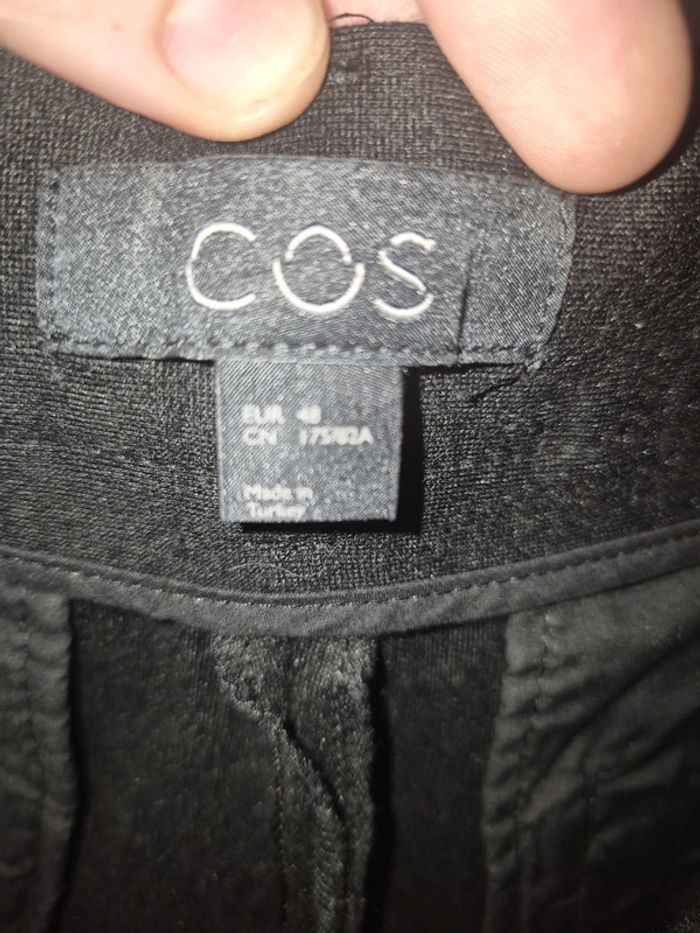 COS
EUR 48
CN 175/82A
Made in
Turkey